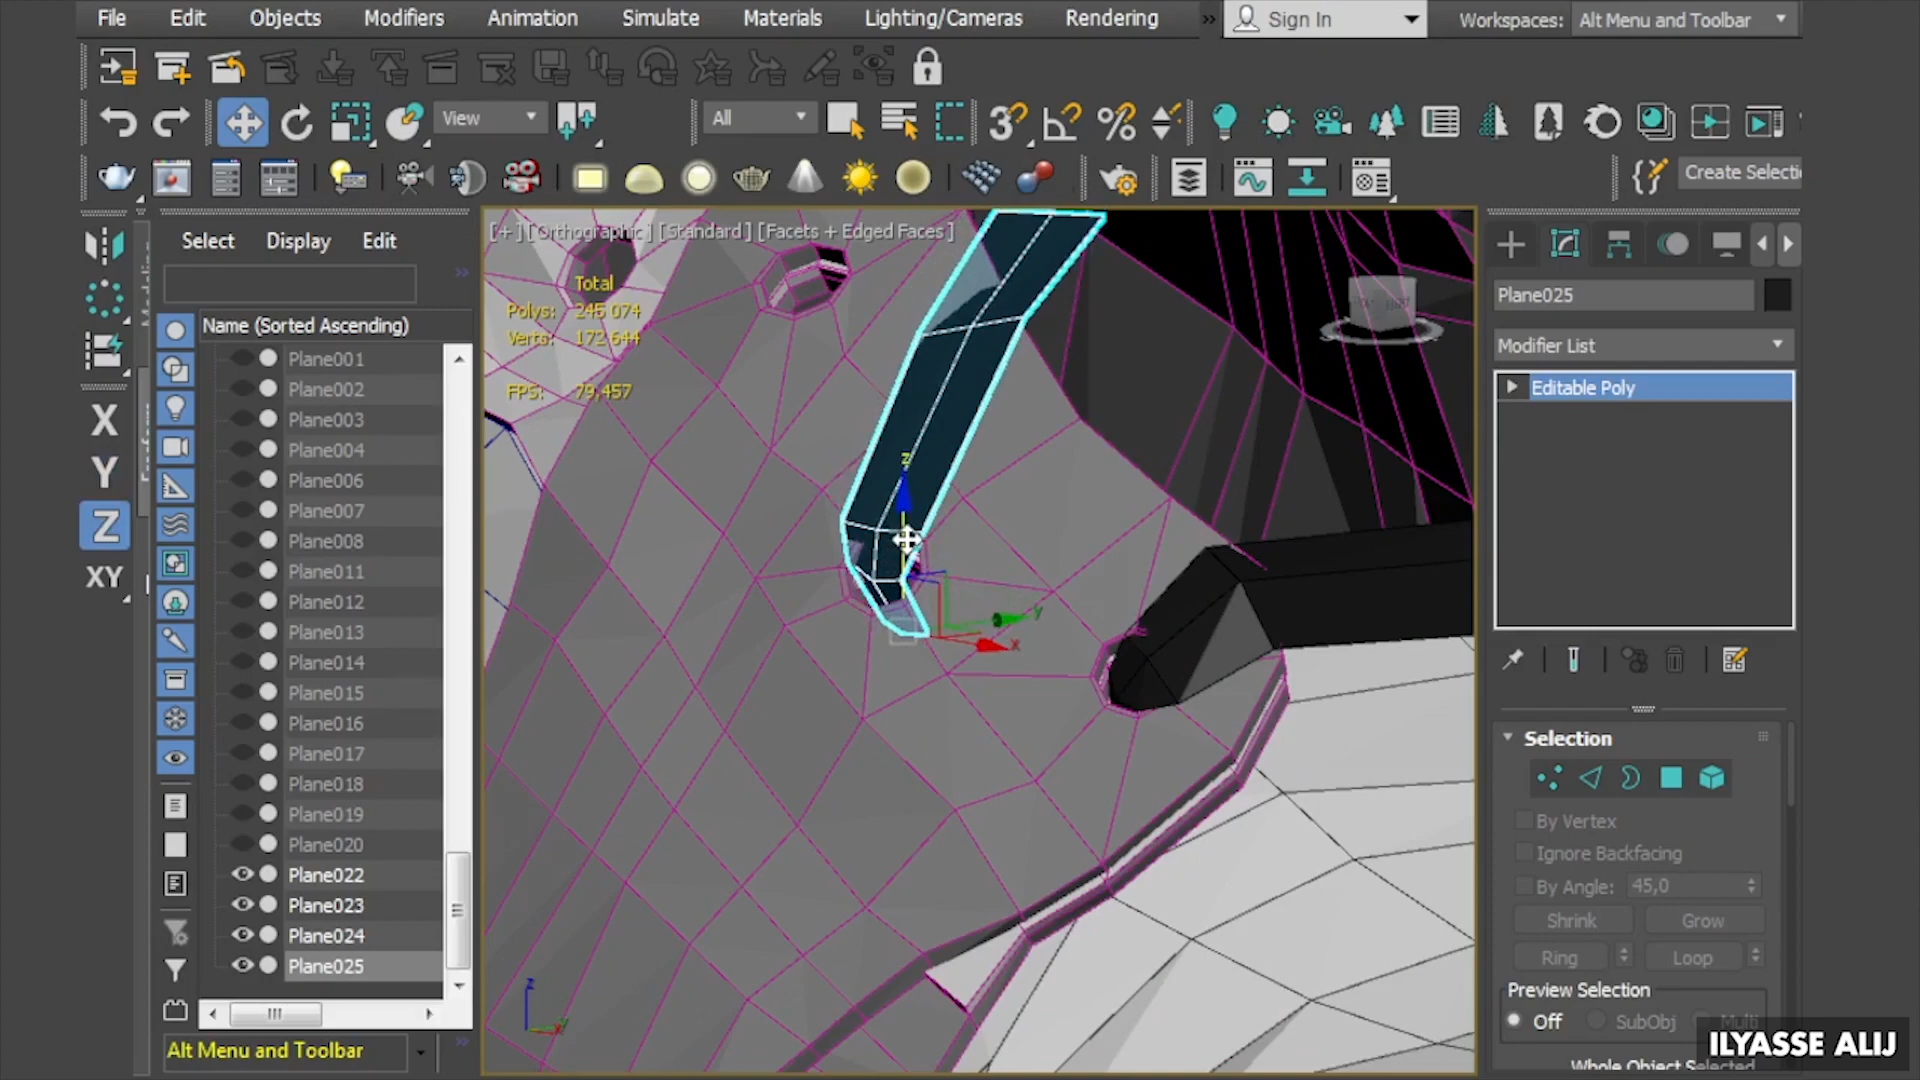 File Edit Objects Modifiers Animation Simulate Materials Lighting/Cameras Rendering » Sign In Workspaces: Alt Menu and Toolbar
View All Create Selecti
Select Display Edit
Name (Sorted Ascending)
Plane001
Plane002
Plane003
Plane004
Plane006
Plane007
Plane008
Plane011
Plane012
Plane013
Plane014
Plane015
Plane016
Plane017
Plane018
Plane019
Plane020
Plane022
Plane023
Plane024
Plane025
Alt Menu and Toolbar
X
Y
Z
XY
[+][Orthographic][Standard][Facets + Edged Faces]
Total
Polys: 245 074
Verts: 172 644
FPS: 79,457
z
y
x
z
Plane025
Modifier List
Editable Poly
Selection
By Vertex
Ignore Backfacing
By Angle: 45,0
Shrink Grow
Ring Loop
Preview Selection
Off SubObj Multi
Whole Object Selected
ILYASSE ALIJ